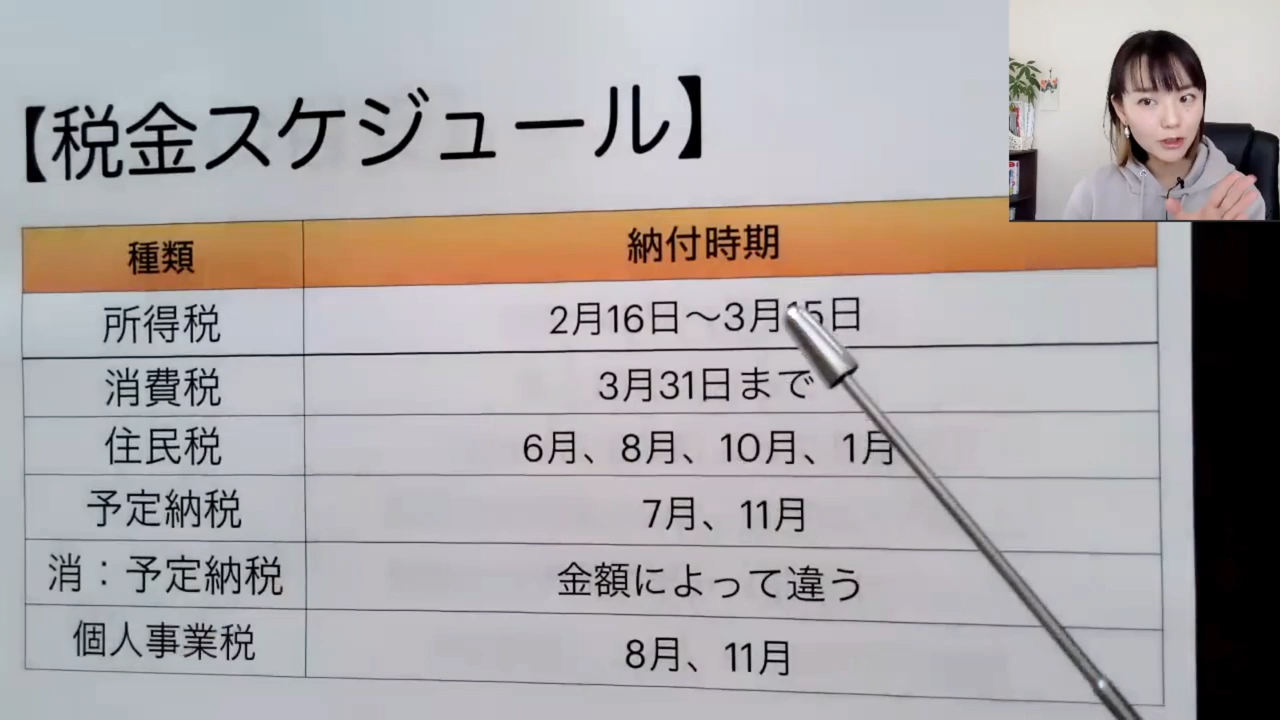 【税金スケジュール】
種類 納付時期
所得税 2月16日～3月15日
消費税 3月31日まで
住民税 6月、8月、10月、1月
予定納税 7月、11月
消：予定納税 金額によって違う
個人事業税 8月、11月